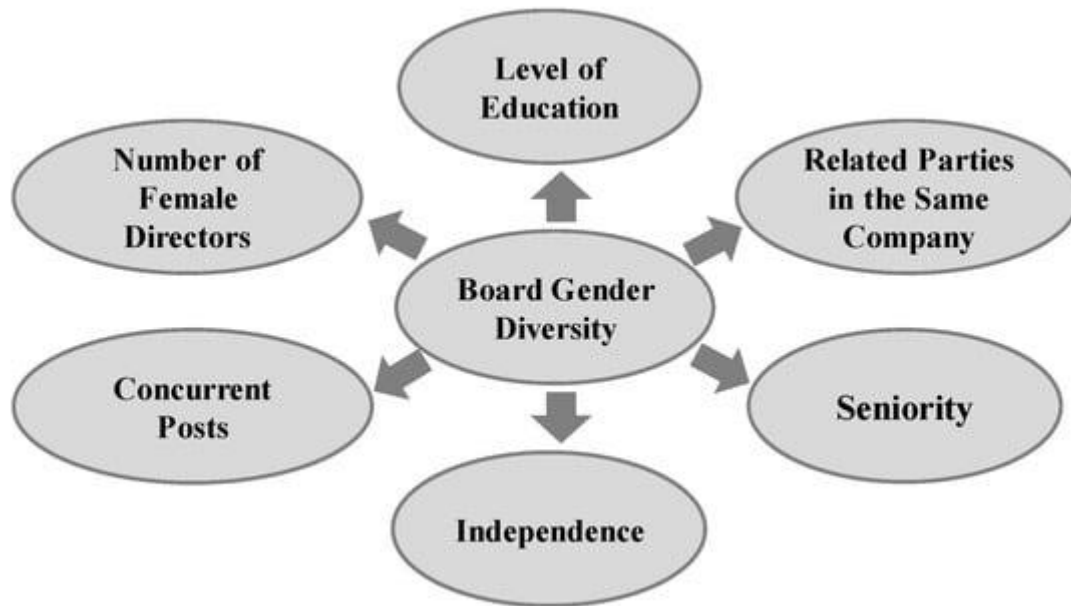 Level of
Education
Number of
Female
Directors
Related Parties
in the Same
Company
Board Gender
Diversity
Concurrent
Posts
Seniority
Independence